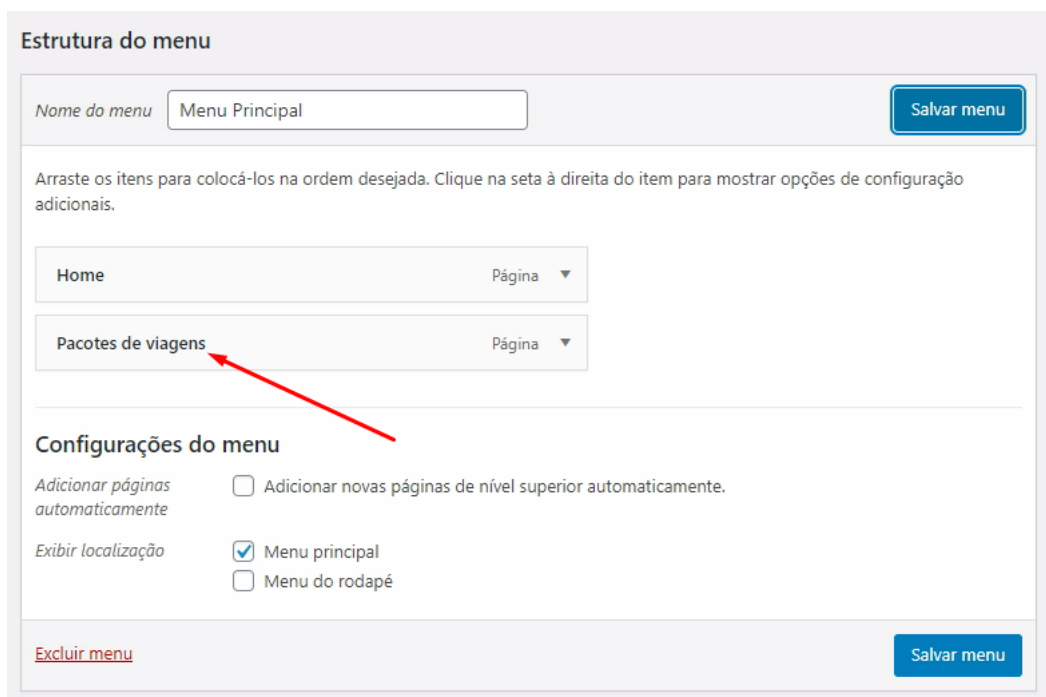 Estrutura do menu
Nome do menu Menu Principal Salvar menu
Arraste os itens para colocá-los na ordem desejada. Clique na seta à direita do item para mostrar opções de configuração
adicionais.
Home Página
Pacotes de viagens Página
Configurações do menu
Adicionar páginas Adicionar novas páginas de nível superior automaticamente.
automaticamente
Exibir localização Menu principal
Menu do rodapé
Excluir menu Salvar menu